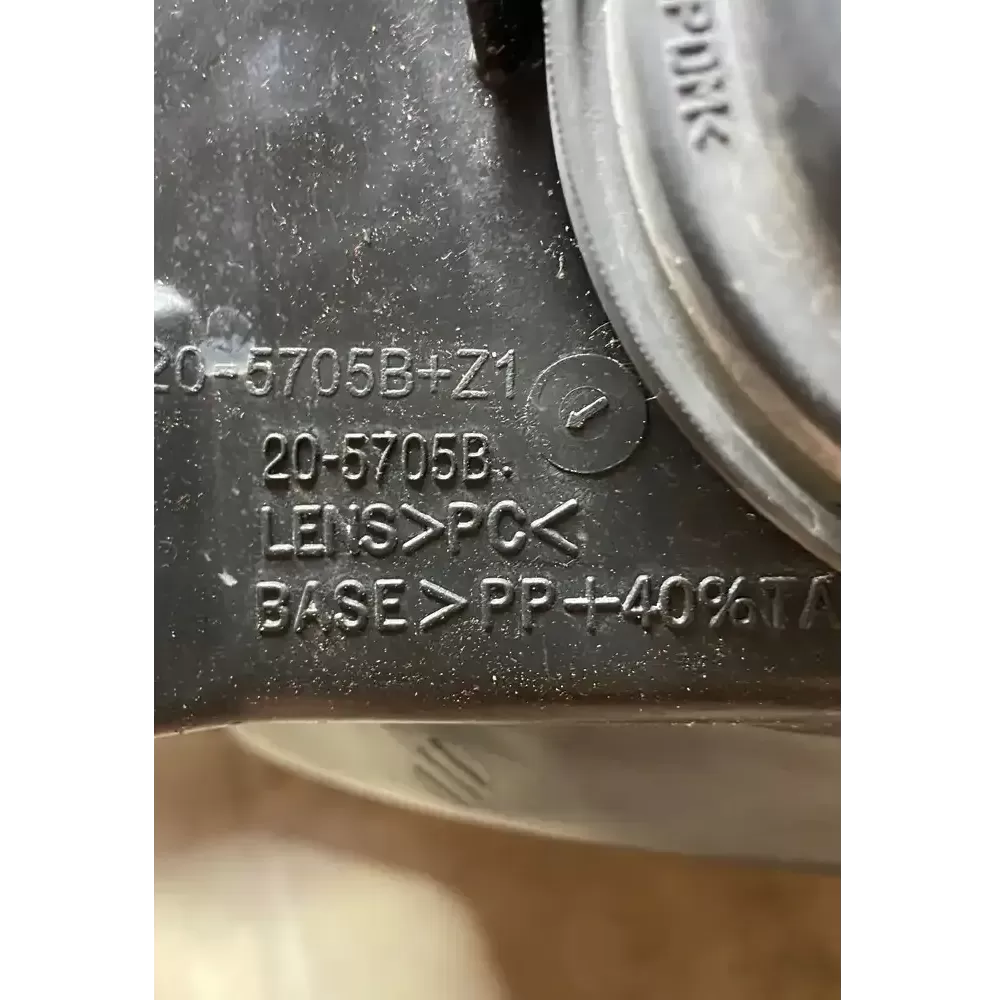 20-5705B+Z1
20-5705B.
LENS>PC<
BASE>PP+40%TA